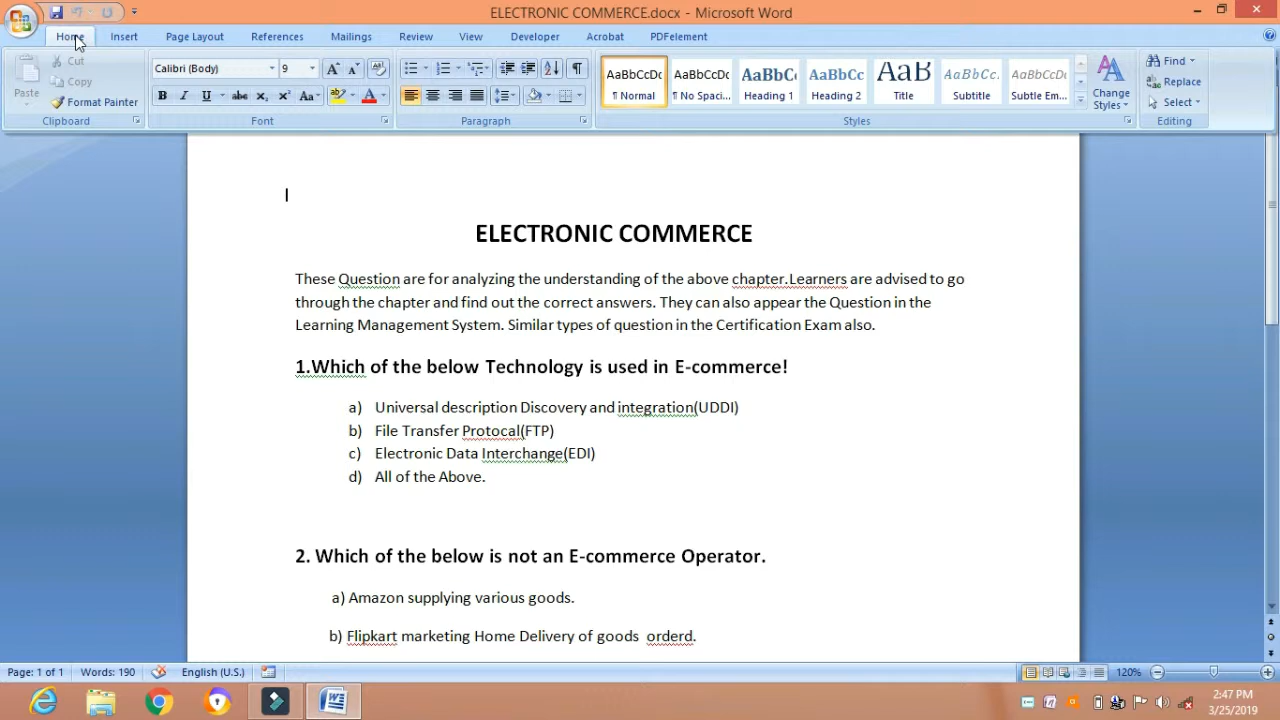 ELECTRONIC COMMERCE.docx - Microsoft Word
Home Insert Page Layout References Mailings Review View Developer Acrobat PDFelement
Paste
Cut
Copy
Format Painter
Clipboard
Calibri (Body) 9
B I U abc x₂ x² Aa
Font
Paragraph
AaBbCcDc AaBbCcDc AaBbC AaBbCc AaB AaBbCc. AaBbCcDc
¶ Normal ¶ No Spaci... Heading 1 Heading 2 Title Subtitle Subtle Em...
Styles
Change Styles
Find
Replace
Select
Editing
ELECTRONIC COMMERCE
These Question are for analyzing the understanding of the above chapter.Learners are advised to go
through the chapter and find out the correct answers. They can also appear the Question in the
Learning Management System. Similar types of question in the Certification Exam also.
1.Which of the below Technology is used in E-commerce!
a) Universal description Discovery and integration(UDDI)
b) File Transfer Protocal(FTP)
c) Electronic Data Interchange(EDI)
d) All of the Above.
2. Which of the below is not an E-commerce Operator.
a) Amazon supplying various goods.
b) Flipkart marketing Home Delivery of goods orderd.
Page: 1 of 1 Words: 190 English (U.S.) 120%
2:47 PM
3/25/2019